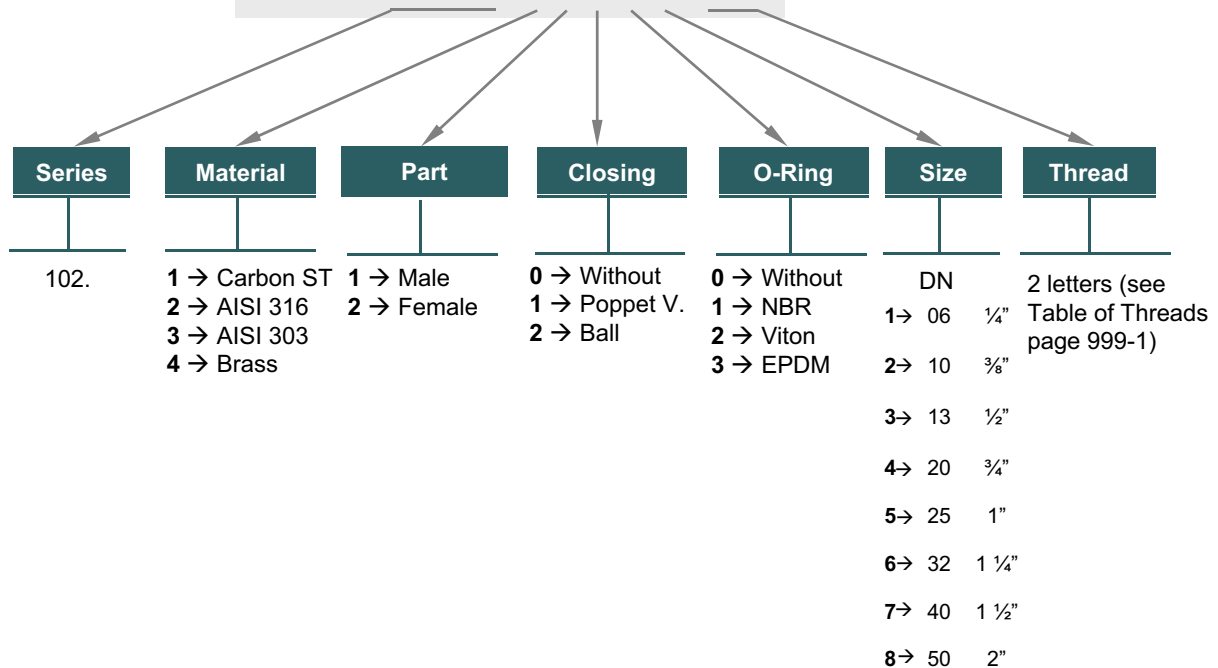 Series
102.
Material
1 → Carbon ST
2 → AISI 316
3 → AISI 303
4 → Brass
Part
1 → Male
2 → Female
Closing
0 → Without
1 → Poppet V.
2 → Ball
O-Ring
0 → Without
1 → NBR
2 → Viton
3 → EPDM
Size
DN
1→ 06 ¼”
2→ 10 ⅜”
3→ 13 ½”
4→ 20 ¾”
5→ 25 1”
6→ 32 1 ¼”
7→ 40 1 ½”
8→ 50 2”
Thread
2 letters (see
Table of Threads
page 999-1)